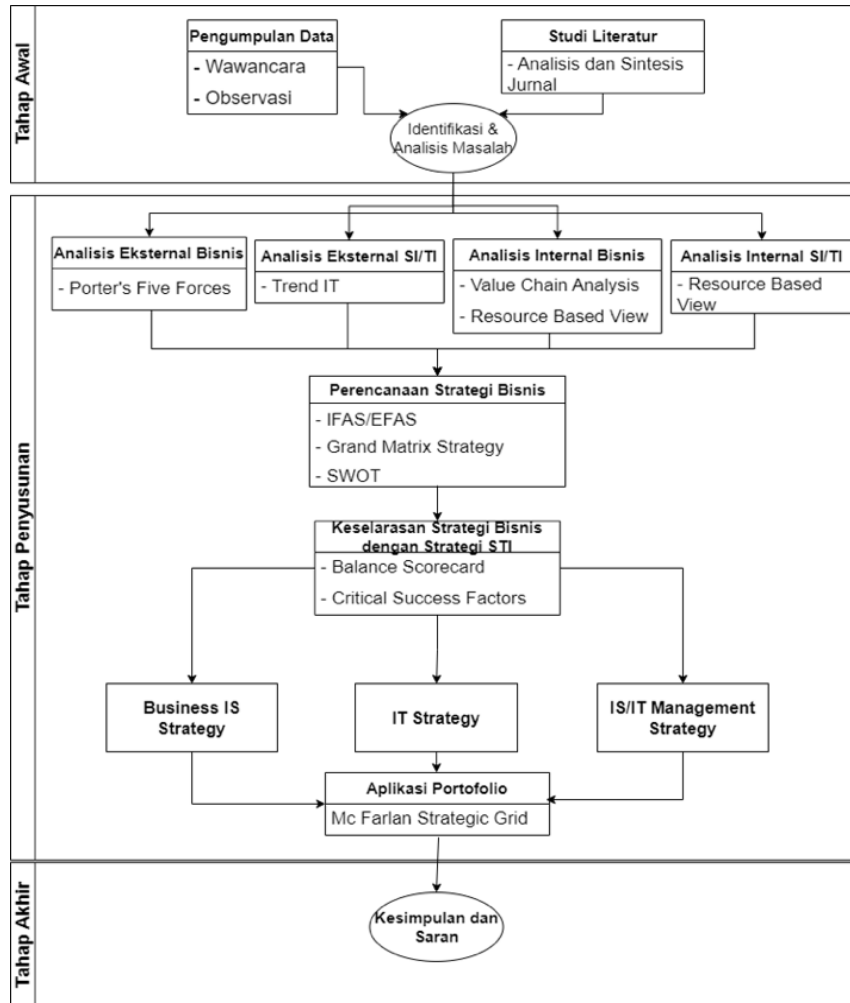 Tahap Awal
Pengumpulan Data
- Wawancara
- Observasi
Studi Literatur
- Analisis dan Sintesis
Jurnal
Identifikasi &
Analisis Masalah
Tahap Penyusunan
Analisis Eksternal Bisnis
- Porter's Five Forces
Analisis Eksternal SI/TI
- Trend IT
Analisis Internal Bisnis
- Value Chain Analysis
- Resource Based View
Analisis Internal SI/TI
- Resource Based
View
Perencanaan Strategi Bisnis
- IFAS/EFAS
- Grand Matrix Strategy
- SWOT
Keselarasan Strategi Bisnis
dengan Strategi STI
- Balance Scorecard
- Critical Success Factors
Business IS
Strategy
IT Strategy
IS/IT Management
Strategy
Aplikasi Portofolio
Mc Farlan Strategic Grid
Tahap Akhir
Kesimpulan dan
Saran